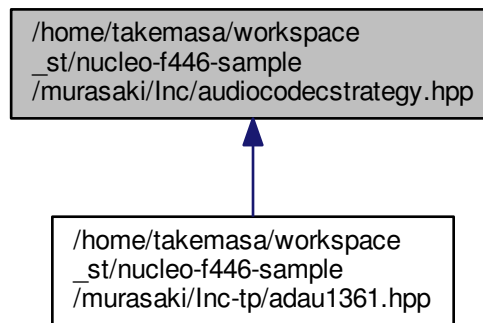 /home/takemasa/workspace
_st/nucleo-f446-sample
/murasaki/Inc/audiocodecstrategy.hpp
/home/takemasa/workspace
_st/nucleo-f446-sample
/murasaki/Inc-tp/adau1361.hpp